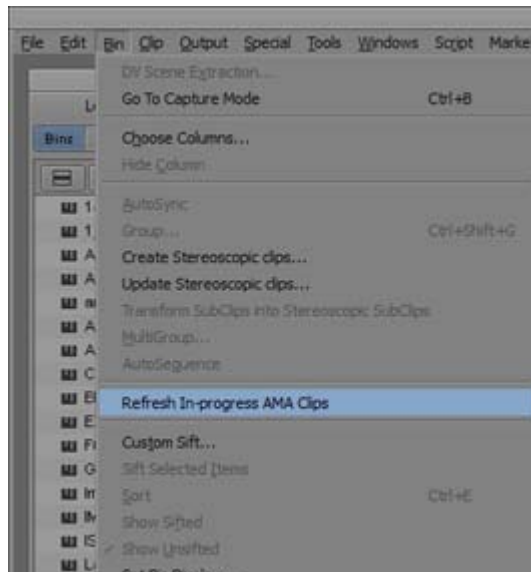 File Edit Bin Clip Output Special Tools Windows Script Marke
DV Scene Extraction...
Go To Capture Mode Ctrl+B
Bins
Choose Columns...
Hide Column
AutoSync
Group... Ctrl+Shift+G
Create Stereoscopic clips...
Update Stereoscopic clips...
Transform SubClips into Stereoscopic SubClips
MultiGroup...
AutoSequence
Refresh In-progress AMA Clips
Custom Sift...
Sift Selected Items
Sort Ctrl+E
Show Sifted
✓ Show Unsifted